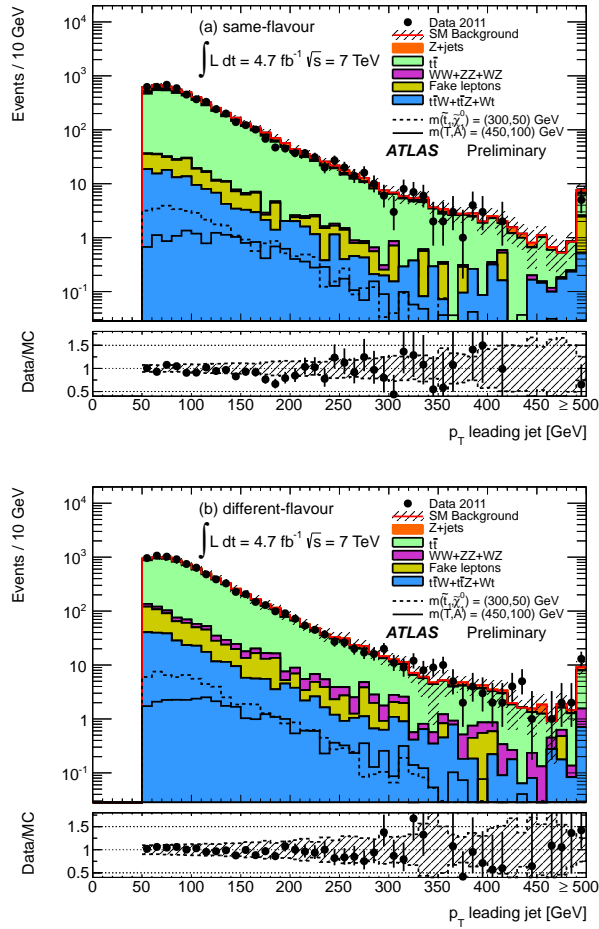 Events / 10 GeV
10⁴
10³
10²
10
1
10⁻¹
(a) same-flavour
∫ L dt = 4.7 fb⁻¹ √s = 7 TeV
Data 2011
SM Background
Z+jets
tt̄
WW+ZZ+WZ
Fake leptons
tt̄W+tt̄Z+Wt
m(t̃₁,χ̃⁰) = (300,50) GeV
m(T,A) = (450,100) GeV
ATLAS Preliminary
Data/MC
1.5
1
0.5
0 50 100 150 200 250 300 350 400 450 ≥ 500
p_T leading jet [GeV]
Events / 10 GeV
10⁴
10³
10²
10
1
10⁻¹
(b) different-flavour
∫ L dt = 4.7 fb⁻¹ √s = 7 TeV
Data 2011
SM Background
Z+jets
tt̄
WW+ZZ+WZ
Fake leptons
tt̄W+tt̄Z+Wt
m(t̃₁,χ̃⁰) = (300,50) GeV
m(T,A) = (450,100) GeV
ATLAS Preliminary
Data/MC
1.5
1
0.5
0 50 100 150 200 250 300 350 400 450 ≥ 500
p_T leading jet [GeV]